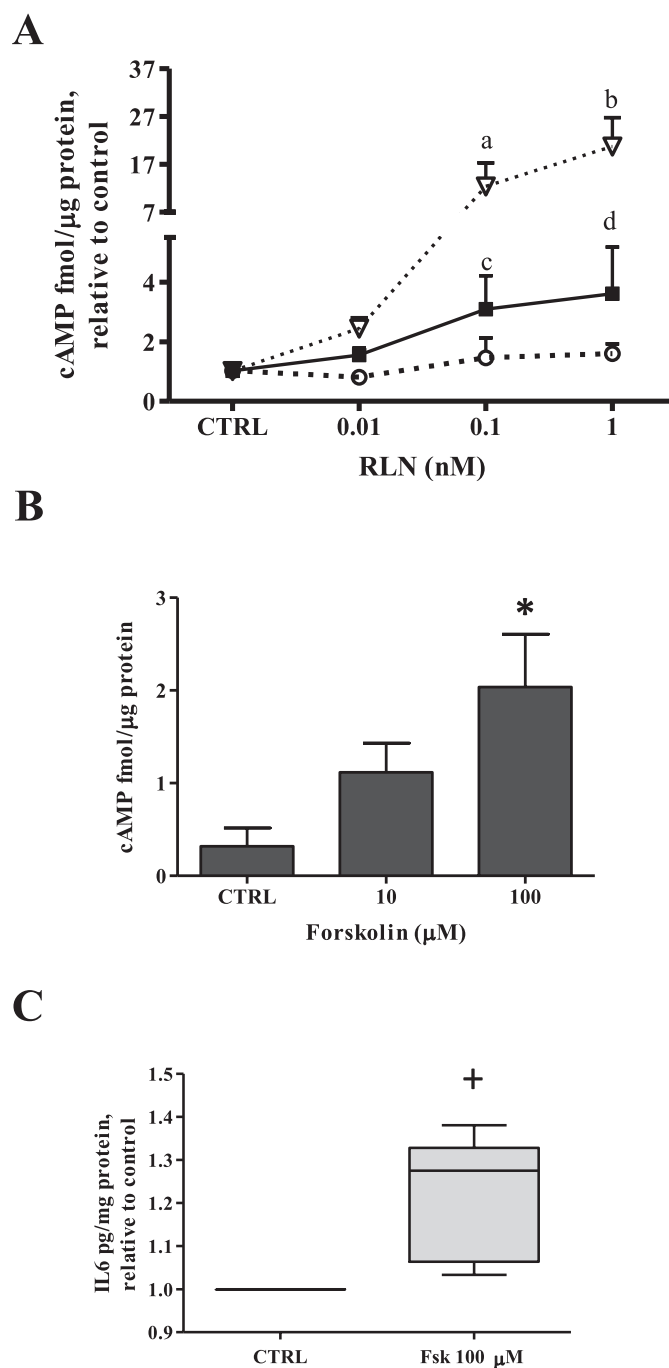 A
cAMP fmol/μg protein,
relative to control
37
27
17
7
4
2
1
0
a
b
c
d
CTRL 0.01 0.1 1
RLN (nM)
B
cAMP fmol/μg protein
3
2
1
0
*
CTRL 10 100
Forskolin (μM)
C
IL6 pg/mg protein,
relative to control
1.5
1.4
1.3
1.2
1.1
1.0
0.9
+
CTRL Fsk 100 μM